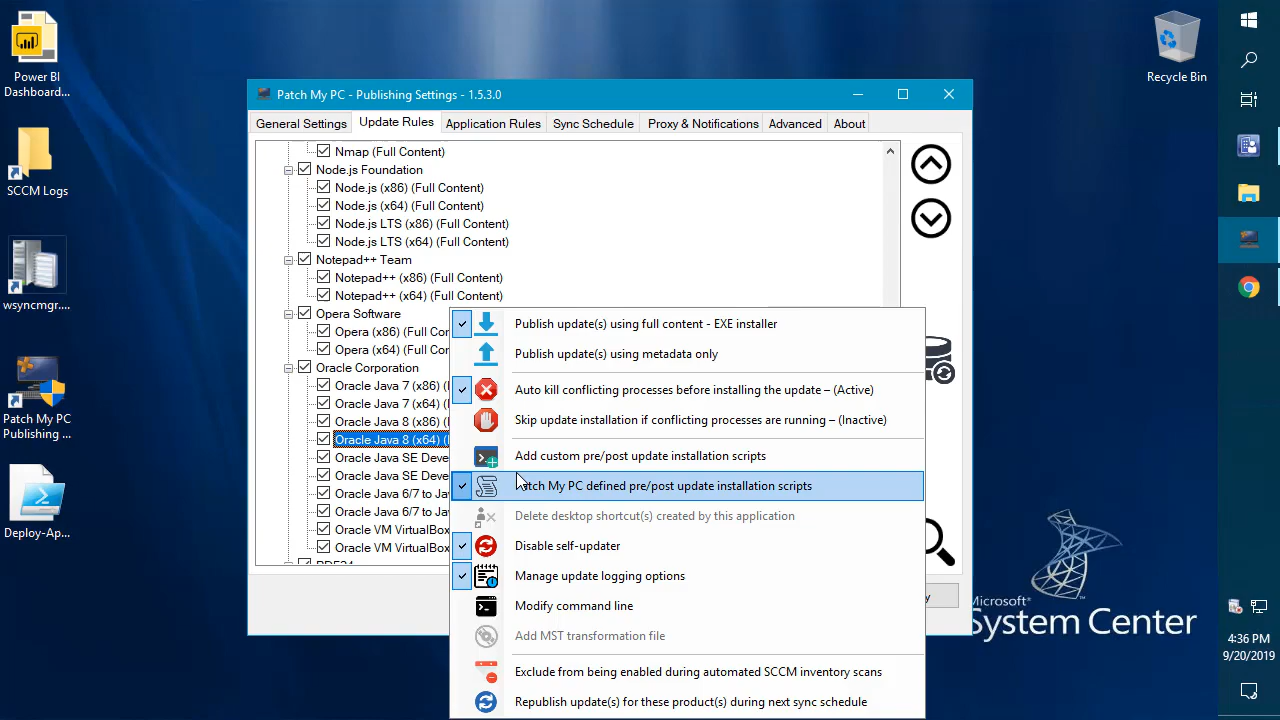 Power BI
Dashboard...
SCCM Logs
wsyncmgr....
Patch My PC
Publishing ...
Deploy-Ap...
Recycle Bin
Patch My PC - Publishing Settings - 1.5.3.0
General Settings
Update Rules
Application Rules
Sync Schedule
Proxy & Notifications
Advanced
About
Nmap (Full Content)
Node.js Foundation
Node.js (x86) (Full Content)
Node.js (x64) (Full Content)
Node.js LTS (x86) (Full Content)
Node.js LTS (x64) (Full Content)
Notepad++ Team
Notepad++ (x86) (Full Content)
Notepad++ (x64) (Full Content)
Opera Software
Opera (x86) (Full Con
Opera (x64) (Full Con
Oracle Corporation
Oracle Java 7 (x86) (
Oracle Java 7 (x64) (
Oracle Java 8 (x86) (
Oracle Java 8 (x64) (
Oracle Java SE Deve
Oracle Java SE Deve
Oracle Java 6/7 to Ja
Oracle Java 6/7 to Ja
Oracle VM VirtualBox
Oracle VM VirtualBox
Publish update(s) using full content - EXE installer
Publish update(s) using metadata only
Auto kill conflicting processes before installing the update – (Active)
Skip update installation if conflicting processes are running – (Inactive)
Add custom pre/post update installation scripts
atch My PC defined pre/post update installation scripts
Delete desktop shortcut(s) created by this application
Disable self-updater
Manage update logging options
Modify command line
Add MST transformation file
Exclude from being enabled during automated SCCM inventory scans
Republish update(s) for these product(s) during next sync schedule
y
Microsoft®
System Center
4:36 PM
9/20/2019